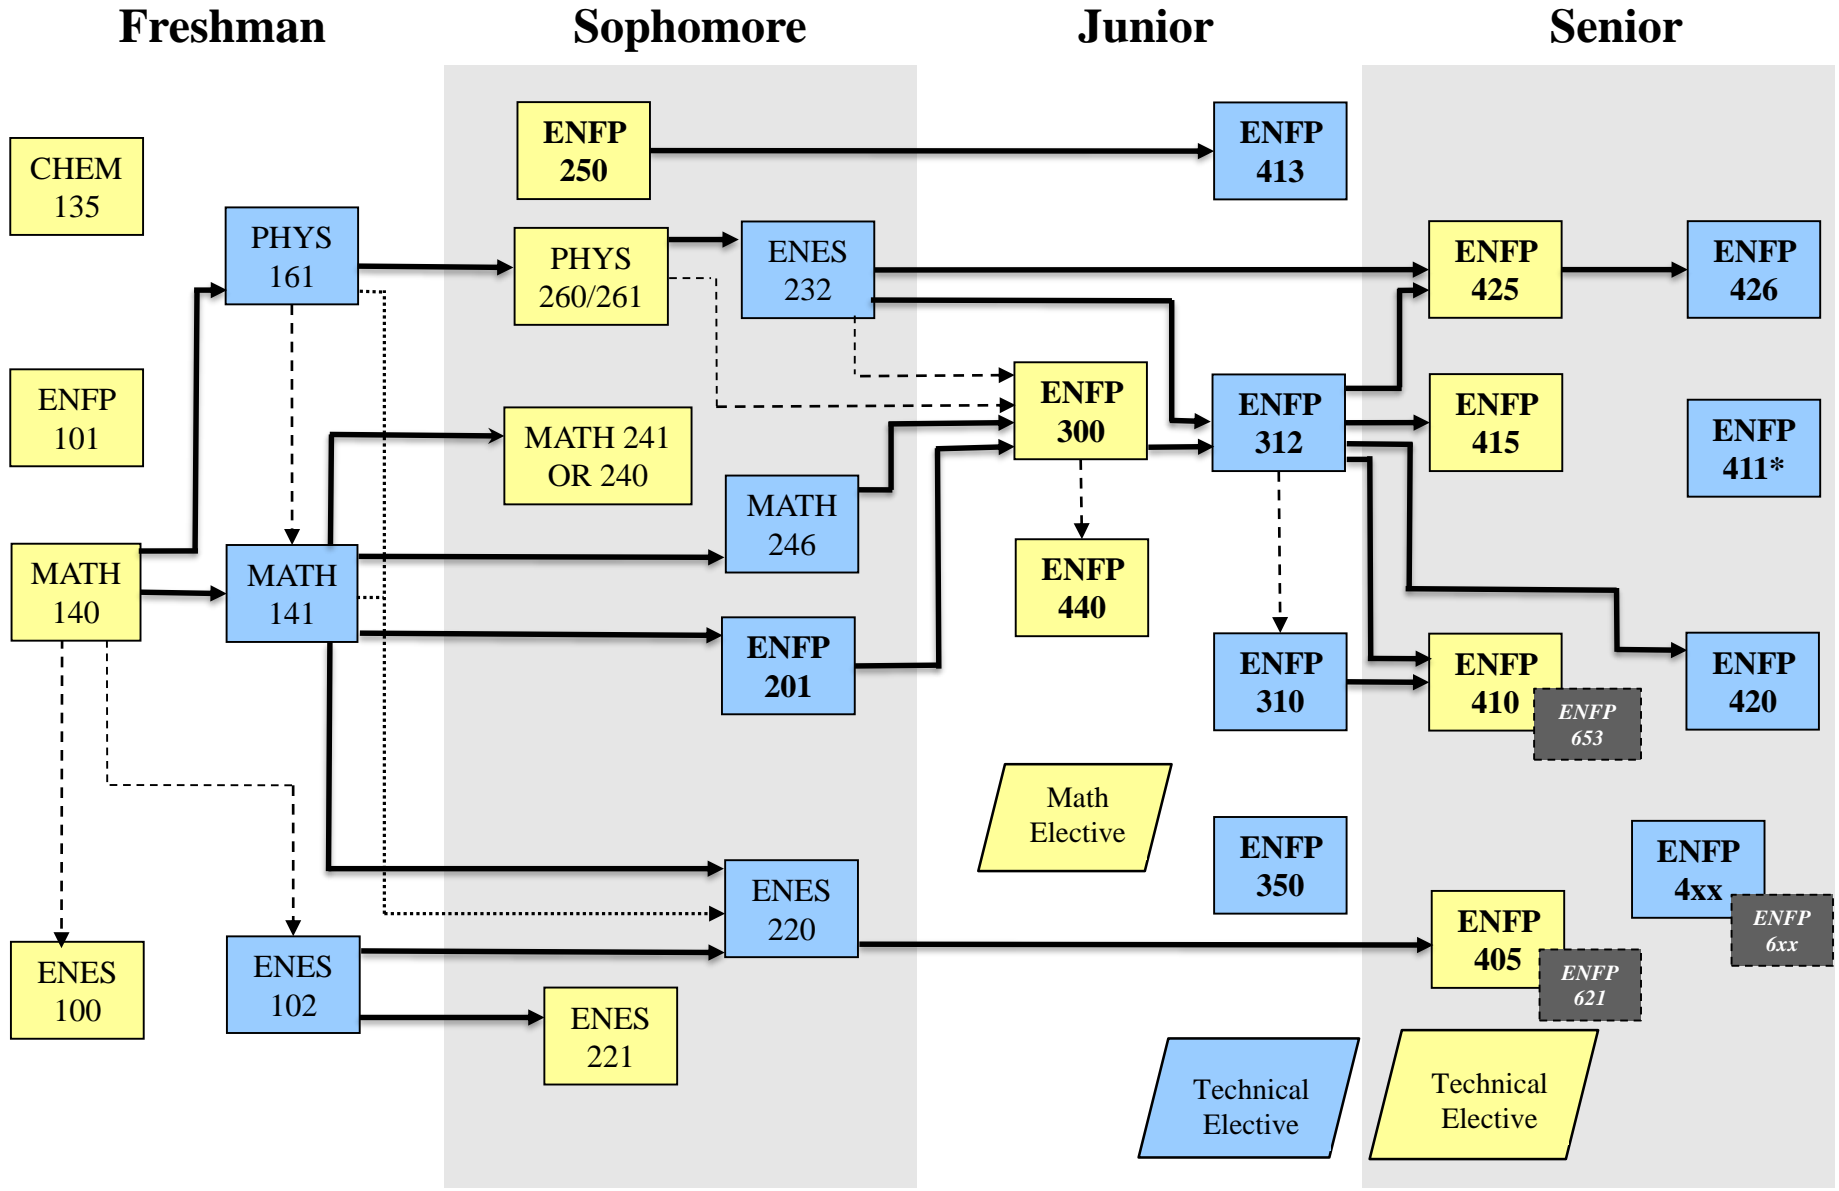 Freshman
Sophomore
Junior
Senior
CHEM
135
PHYS
161
ENFP
101
MATH
140
MATH
141
ENES
100
ENES
102
ENFP
250
PHYS
260/261
ENES
232
MATH 241
OR 240
MATH
246
ENFP
201
ENES
220
ENES
221
ENFP
413
ENFP
300
ENFP
312
ENFP
440
ENFP
310
Math
Elective
ENFP
350
Technical
Elective
ENFP
425
ENFP
426
ENFP
415
ENFP
411*
ENFP
410
ENFP
653
ENFP
420
ENFP
4xx
ENFP
6xx
ENFP
405
ENFP
621
Technical
Elective